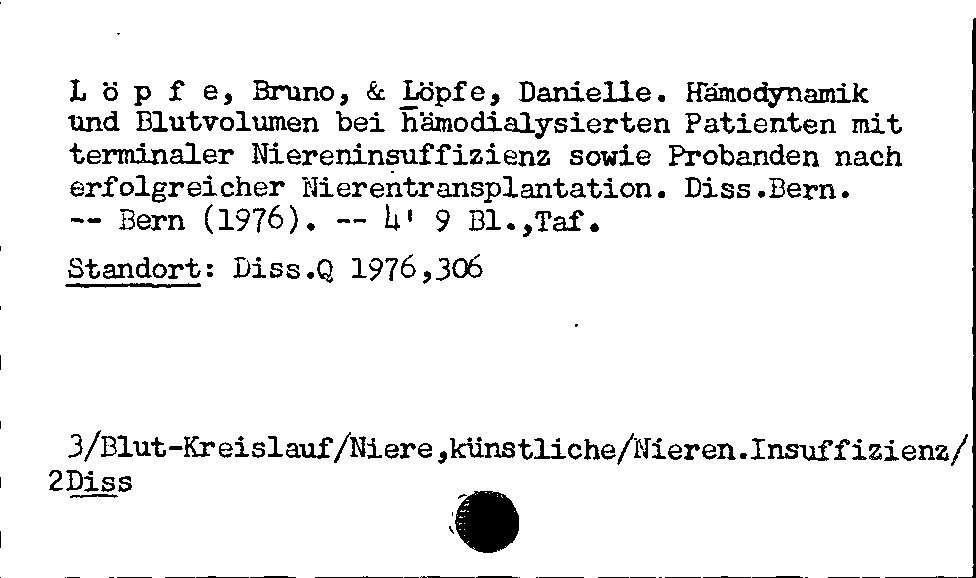 L ö p f e, Bruno, & Löpfe, Danielle. Hämodynamik
und Blutvolumen bei hämodialysierten Patienten mit
terminaler Niereninsuffizienz sowie Probanden nach
erfolgreicher Nierentransplantation. Diss.Bern.
-- Bern (1976). -- 4' 9 Bl.,Taf.
Standort: Diss.Q 1976,306
3/Blut-Kreislauf/Niere,künstliche/Nieren.Insuffizienz/
2Diss